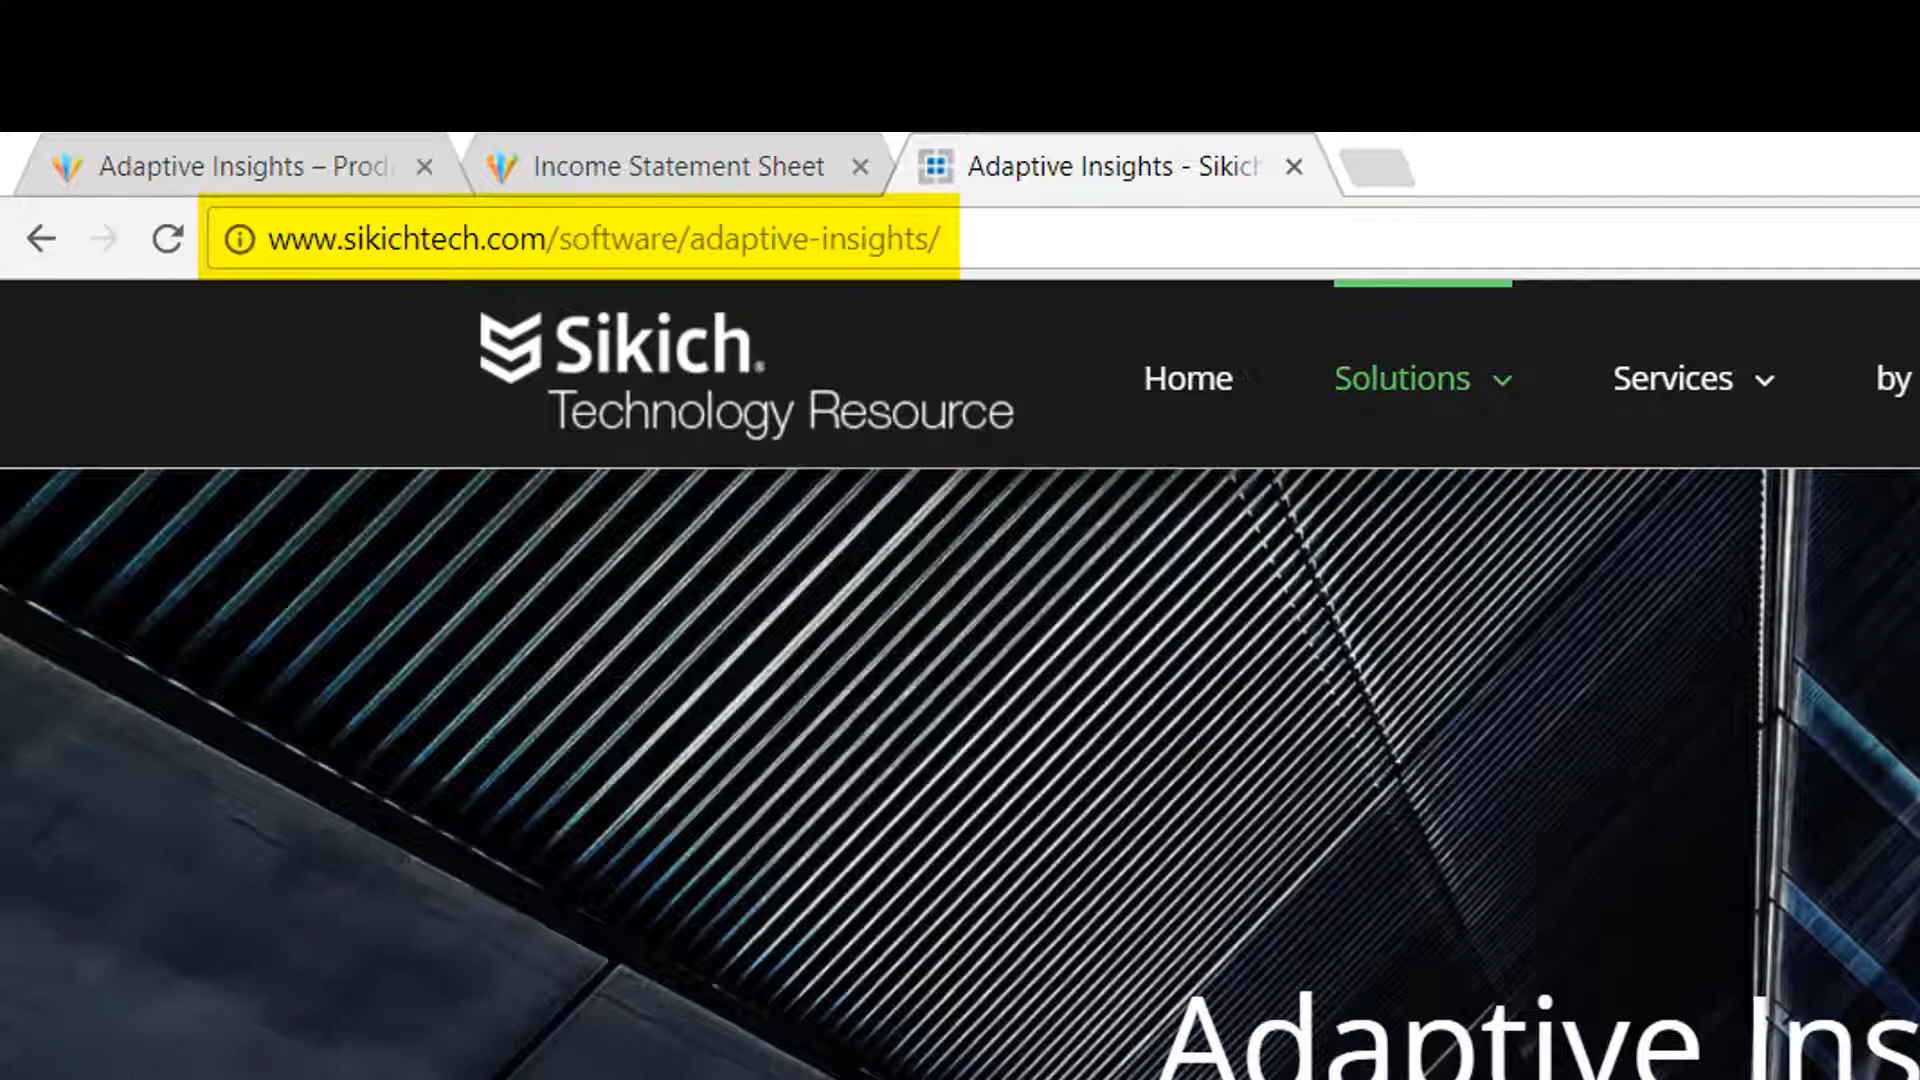 Adaptive Insights – Prod
Income Statement Sheet
Adaptive Insights - Sikich
www.sikichtech.com/software/adaptive-insights/
Sikich®
Technology Resource
Home
Solutions
Services
by
Adaptive Ins